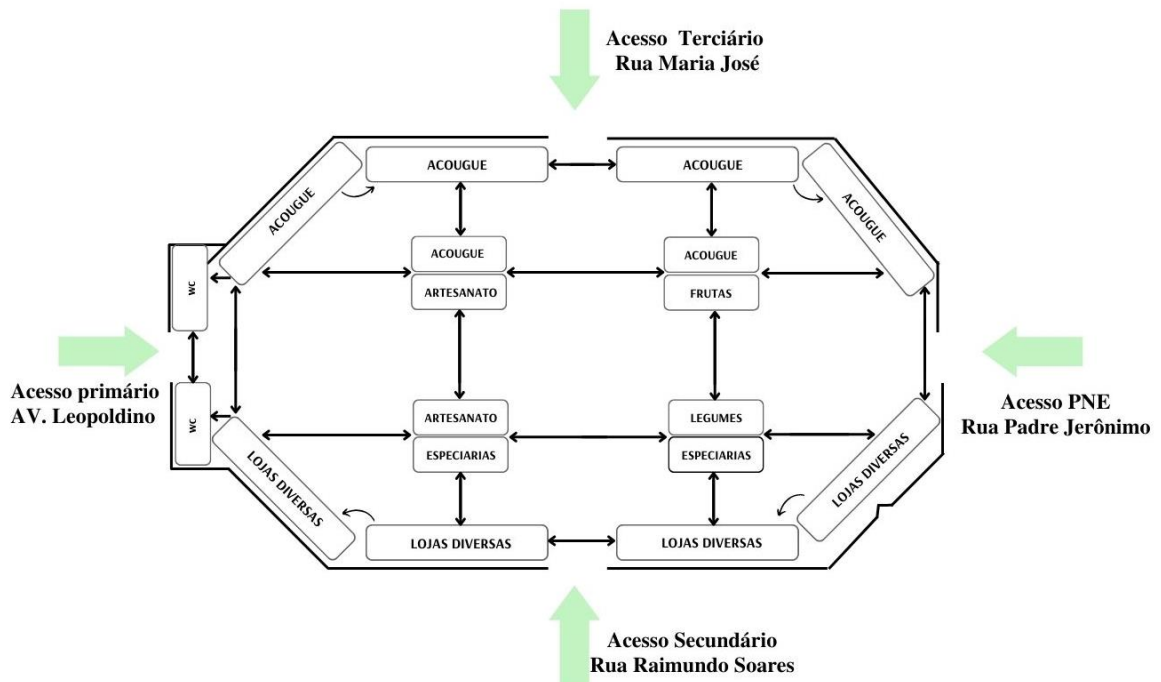 Acesso Terciário
Rua Maria José
ACOUGUE
ACOUGUE
ACOUGUE
ACOUGUE
ACOUGUE
ACOUGUE
WC
ARTESANATO
FRUTAS
Acesso primário
AV. Leopoldino
Acesso PNE
Rua Padre Jerônimo
WC
ARTESANATO
LEGUMES
ESPECIARIAS
ESPECIARIAS
LOJAS DIVERSAS
LOJAS DIVERSAS
LOJAS DIVERSAS
LOJAS DIVERSAS
Acesso Secundário
Rua Raimundo Soares